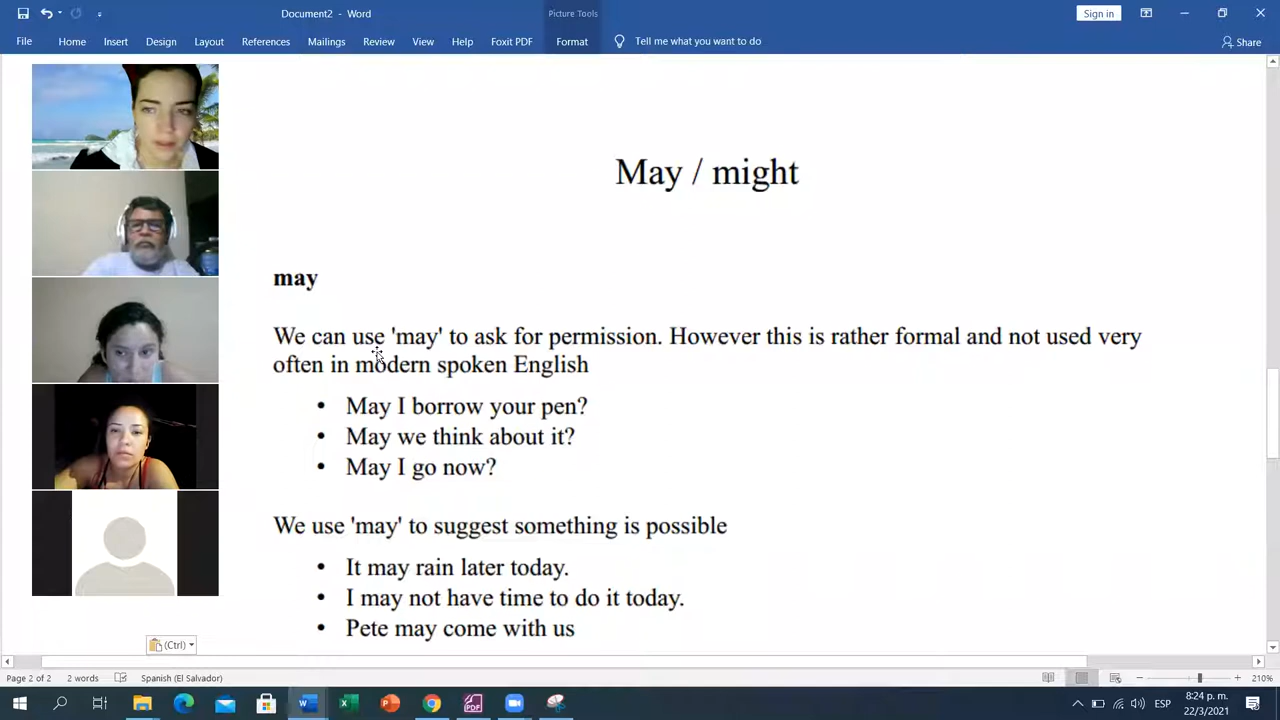 Document2 - Word
Picture Tools
Sign in
File Home Insert Design Layout References Mailings Review View Help Foxit PDF Format Tell me what you want to do Share
May / might
may
We can use 'may' to ask for permission. However this is rather formal and not used very
often in modern spoken English
• May I borrow your pen?
• May we think about it?
• May I go now?
We use 'may' to suggest something is possible
• It may rain later today.
• I may not have time to do it today.
• Pete may come with us
(Ctrl)
Page 2 of 2 2 words Spanish (El Salvador) 210%
ESP
8:24 p. m.
22/3/2021